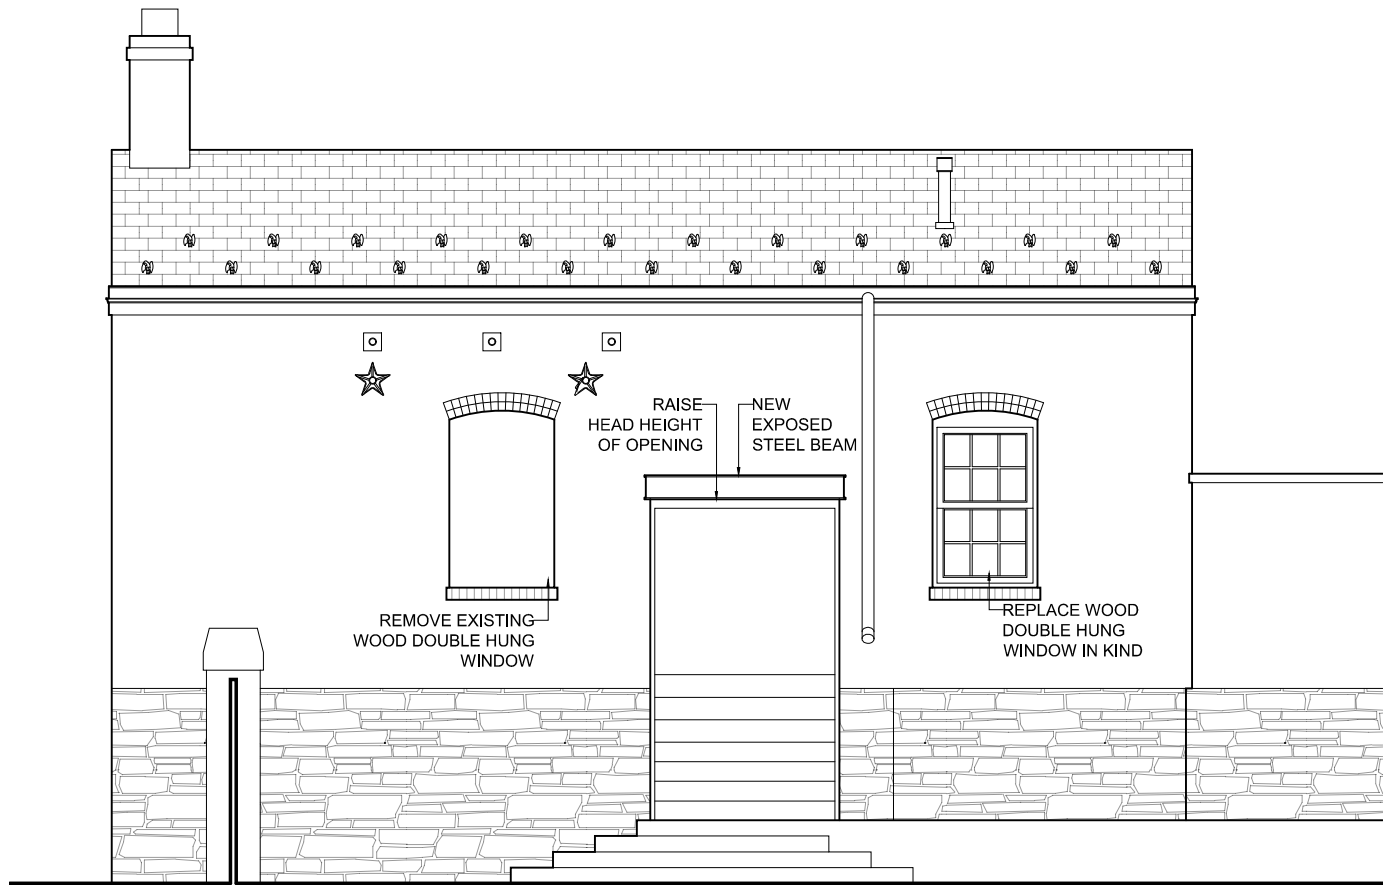 RAISE
HEAD HEIGHT
OF OPENING
NEW
EXPOSED
STEEL BEAM
REMOVE EXISTING
WOOD DOUBLE HUNG
WINDOW
REPLACE WOOD
DOUBLE HUNG
WINDOW IN KIND